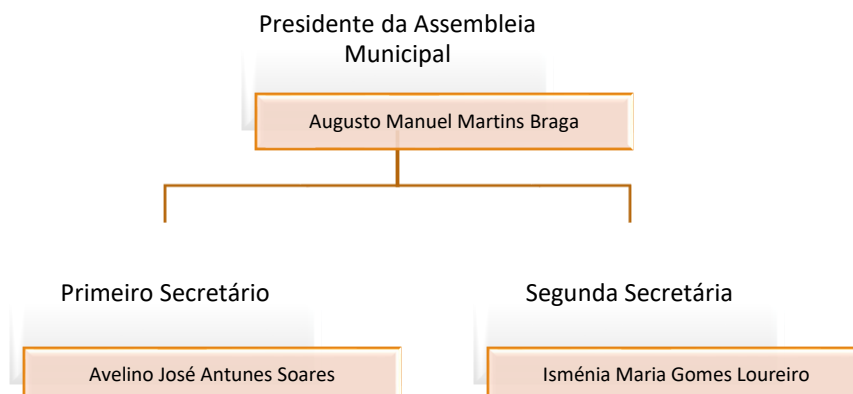 Presidente da Assembleia
Municipal
Augusto Manuel Martins Braga
Primeiro Secretário
Avelino José Antunes Soares
Segunda Secretária
Isménia Maria Gomes Loureiro